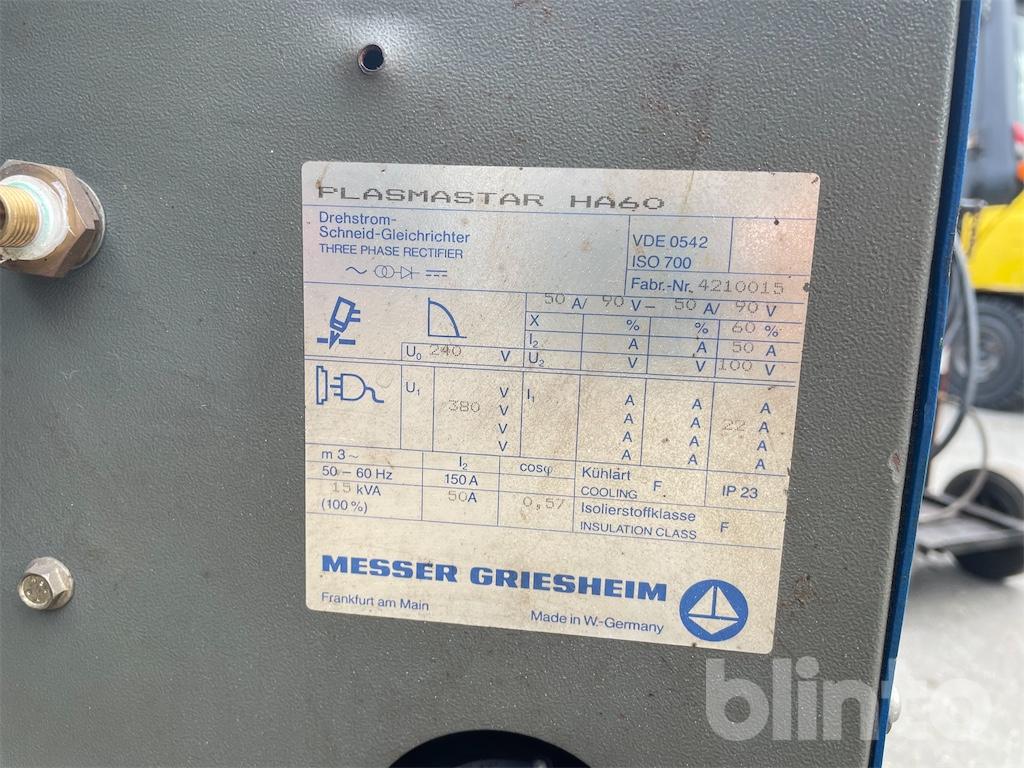 PLASMASTAR HA60
Drehstrom-
Schneid-Gleichrichter
THREE PHASE RECTIFIER
VDE 0542
ISO 700
Fabr.-Nr. 4210015
50 A/ 90 V – 50 A/ 90 V
X % % 60 %
I2 A A 50 A
U0 240 V U2 V V 100 V
U1 V I1 A A A
380 V A A 22 A
V A A A
V A A A
m 3~ I2 cosφ Kühlart F IP 23
50 – 60 Hz 150 A COOLING
15 kVA 50A 0,57 Isolierstoffklasse F
(100 %) INSULATION CLASS
MESSER GRIESHEIM
Frankfurt am Main
Made in W.-Germany
blinto